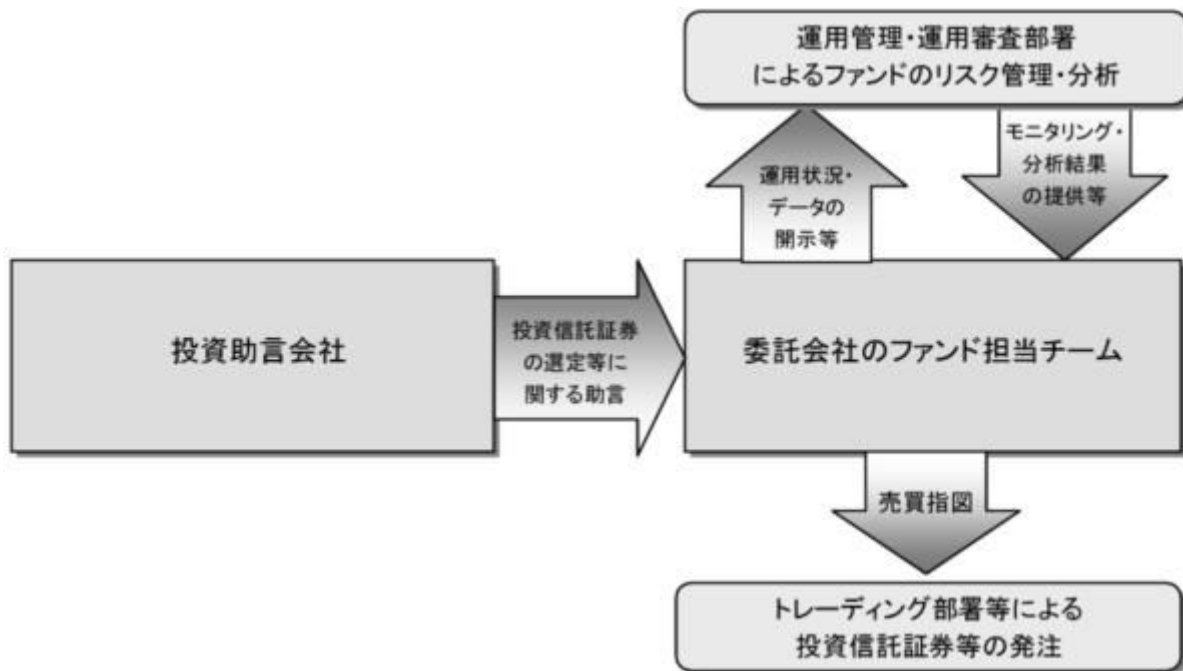 運用管理・運用審査部署
によるファンドのリスク管理・分析
運用状況・
データの
開示等
モニタリング・
分析結果
の提供等
投資助言会社
投資信託証券
の選定等に
関する助言
委託会社のファンド担当チーム
売買指図
トレーディング部署等による
投資信託証券等の発注